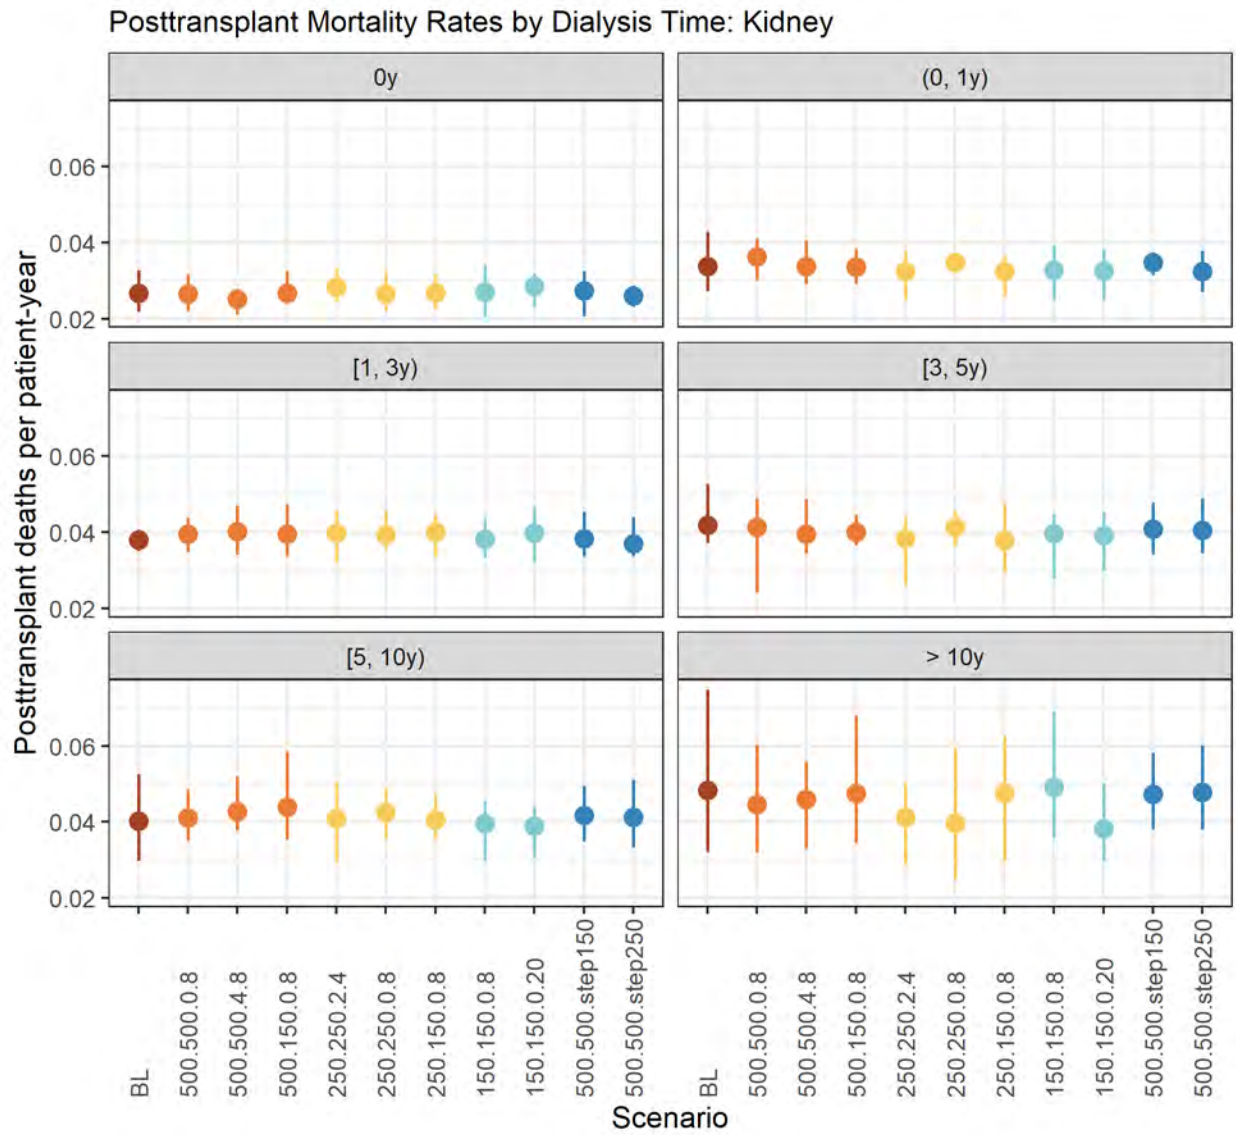 Posttransplant Mortality Rates by Dialysis Time: Kidney
Posttransplant deaths per patient-year
0y
(0, 1y)
0.06
0.04
0.02
[1, 3y)
[3, 5y)
0.06
0.04
0.02
[5, 10y)
> 10y
0.06
0.04
0.02
BL
500.500.0.8
500.500.4.8
500.150.0.8
250.250.2.4
250.250.0.8
250.150.0.8
150.150.0.8
150.150.0.20
500.500.step150
500.500.step250
BL
500.500.0.8
500.500.4.8
500.150.0.8
250.250.2.4
250.250.0.8
250.150.0.8
150.150.0.8
150.150.0.20
500.500.step150
500.500.step250
Scenario